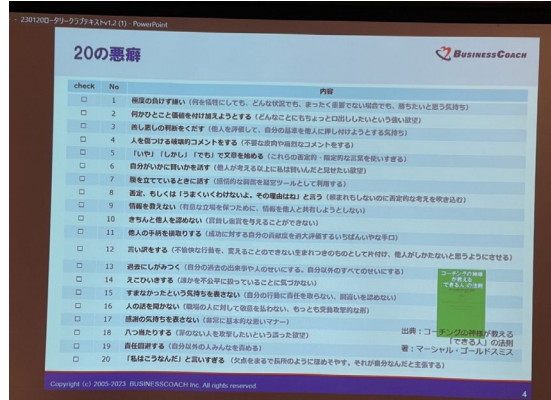 230120ロータリークラブテキストv1.2 (1) - PowerPoint
20の悪癖
BUSINESSCOACH
check No 内容
□ 1 極度の負けず嫌い（何を犠牲にしても、どんな状況でも、まったく重要でない場合でも、勝ちたいと思う気持ち）
□ 2 何かひとこと価値を付け加えようとする（どんなことにもちょっと口出ししたいという強い欲望）
□ 3 善し悪しの判断をくだす（他人を評価して、自分の基準を他人に押し付けようとする気持ち）
□ 4 人を傷つける破壊的コメントをする（不要な皮肉や痛烈なコメントをする）
□ 5 「いや」「しかし」「でも」で文章を始める（これらの否定的・限定的な言葉を使いすぎる）
□ 6 自分がいかに賢いかを話す（他人が考える以上に私は賢いんだと見せたい欲望）
□ 7 腹を立てているときに話す（感情的な興奮を経営ツールとして利用する）
□ 8 否定、もしくは「うまくいくわけないよ。その理由はね」と言う（頼まれもしないのに否定的な考えを吹き込む）
□ 9 情報を教えない（有意な立場を保つために、情報を他人と共有しようとしない）
□ 10 きちんと他人を認めない（賞賛し褒賞を与えることができない）
□ 11 他人の手柄を横取りする（成功に対する自分の貢献度を過大評価するいちばんいやな手口）
□ 12 言い訳をする（不愉快な行動を、変えることのできない生まれつきのものとして片付け、他人がしかたないと思うようにさせる）
□ 13 過去にしがみつく（自分の過去の出来事や人のせいにする。自分以外のすべてのせいにする）
□ 14 えこひいきする（誰かを不公平に扱っていることに気づかない）
□ 15 すまなかったという気持ちを表さない（自分の行動に責任を取らない、間違いを認めない）
□ 16 人の話を聞かない（職場の人に対して敬意を払わない、もっとも受動攻撃的な形）
□ 17 感謝の気持ちを表さない（非常に基本的な悪いマナー）
□ 18 八つ当たりする（罪のない人を攻撃したいという誤った欲望）
□ 19 責任回避する（自分以外の人みんなを責める）
□ 20 「私はこうなんだ」と言いすぎる（欠点をまるで長所のように褒めそやす。それが自分なんだと主張する）
コーチングの神様
が教える
「できる人」の法則
出典：コーチングの神様が教える
「できる人」の法則
著：マーシャル・ゴールドスミス
Copyright (c) 2005-2023 BUSINESSCOACH Inc. All rights reserved.
4